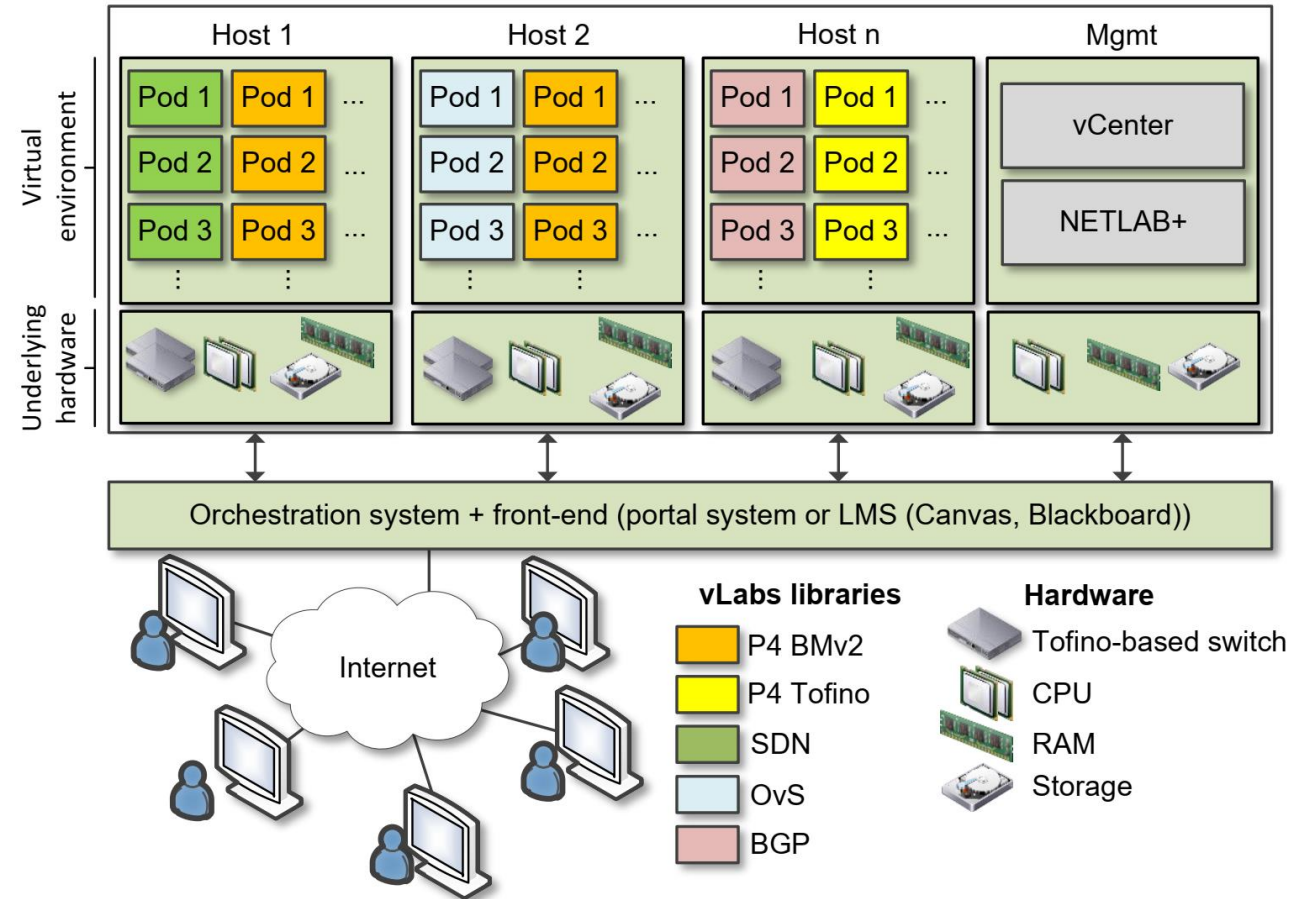 Host 1
Host 2
Host n
Mgmt
Virtual
environment
Pod 1 Pod 1 ...
Pod 2 Pod 2 ...
Pod 3 Pod 3 ...
Pod 1 Pod 1 ...
Pod 2 Pod 2 ...
Pod 3 Pod 3 ...
Pod 1 Pod 1 ...
Pod 2 Pod 2 ...
Pod 3 Pod 3 ...
vCenter
NETLAB+
Underlying
hardware
Orchestration system + front-end (portal system or LMS (Canvas, Blackboard))
Internet
vLabs libraries
P4 BMv2
P4 Tofino
SDN
OvS
BGP
Hardware
Tofino-based switch
CPU
RAM
Storage